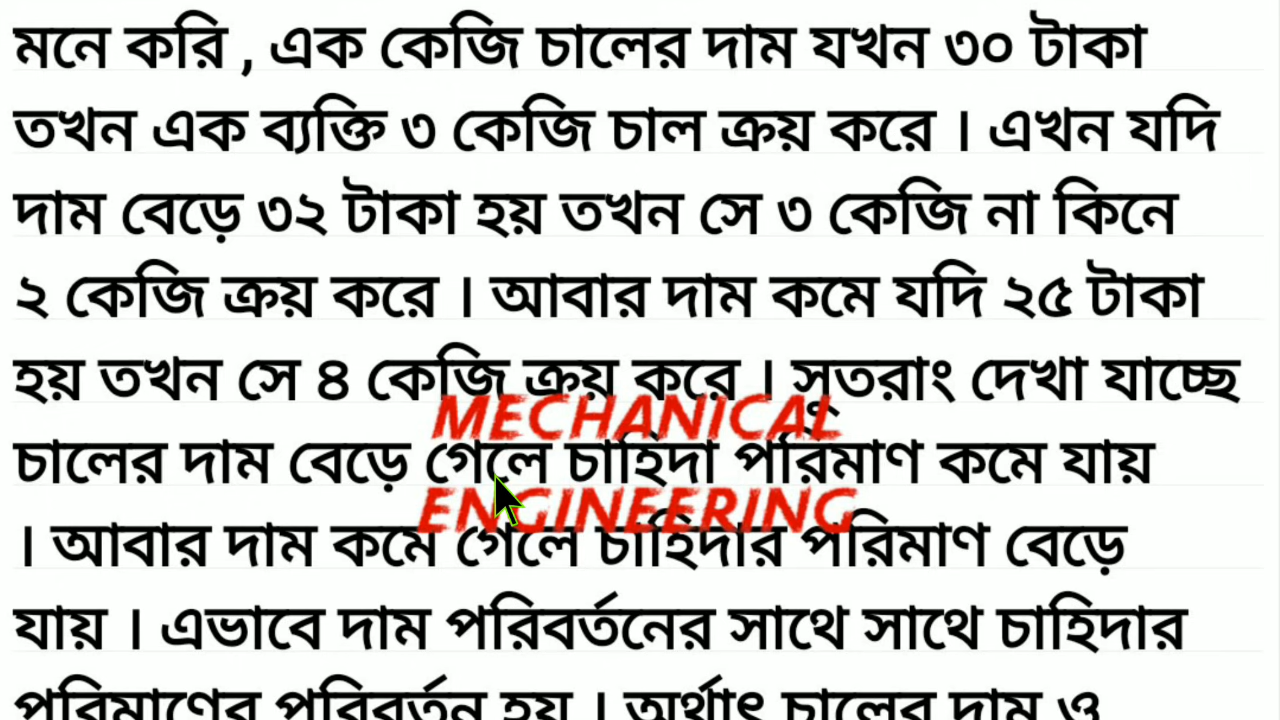 মনে করি , এক কেজি চালের দাম যখন ৩০ টাকা
তখন এক ব্যক্তি ৩ কেজি চাল ক্রয় করে । এখন যদি
দাম বেড়ে ৩২ টাকা হয় তখন সে ৩ কেজি না কিনে
২ কেজি ক্রয় করে । আবার দাম কমে যদি ২৫ টাকা
হয় তখন সে ৪ কেজি ক্রয় করে । সুতরাং দেখা যাচ্ছে
MECHANICAL
চালের দাম বেড়ে গেলে চাহিদা পরিমাণ কমে যায়
ENGINEERING
। আবার দাম কমে গেলে চাহিদার পরিমাণ বেড়ে
যায় । এভাবে দাম পরিবর্তনের সাথে সাথে চাহিদার
পরিমাণের পরিবর্তন হয় । অর্থাৎ চালের দাম ও